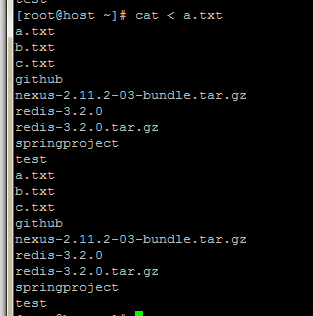 test
[root@host ~]# cat < a.txt
a.txt
b.txt
c.txt
github
nexus-2.11.2-03-bundle.tar.gz
redis-3.2.0
redis-3.2.0.tar.gz
springproject
test
a.txt
b.txt
c.txt
github
nexus-2.11.2-03-bundle.tar.gz
redis-3.2.0
redis-3.2.0.tar.gz
springproject
test